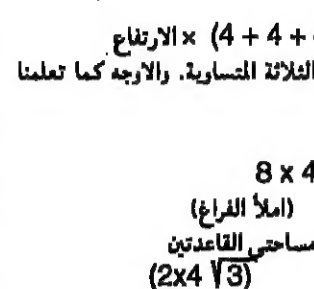 (4 + 4 + × الارتفاع
الثلاثة المتساوية. والاوجه كما تعلمنا
8 x 4
(املأ الفراغ)
مساحتي القاعدتين
(2x4 √3)